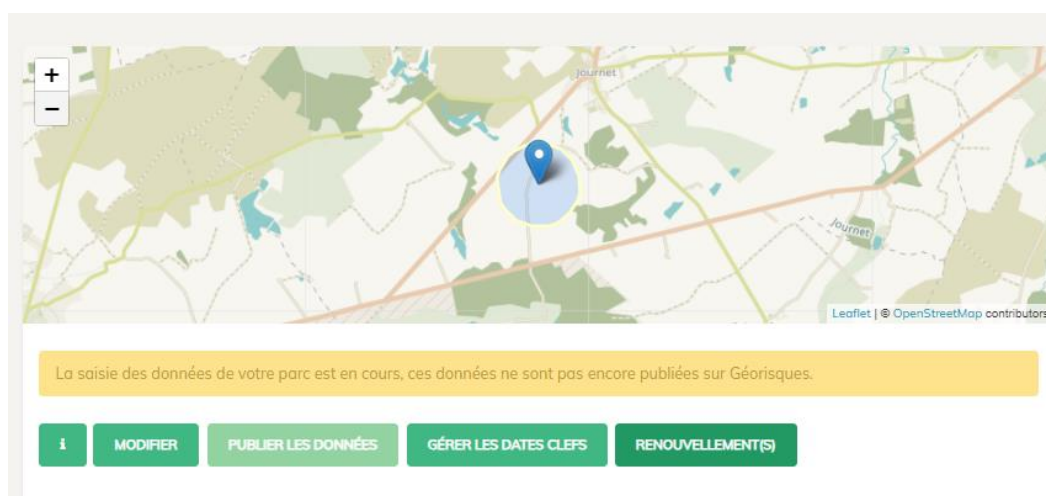 +
Journet
−
Journet
Leaflet | © OpenStreetMap contributors
La saisie des données de votre parc est en cours, ces données ne sont pas encore publiées sur Géorisques.
i MODIFIER PUBLIER LES DONNÉES GÉRER LES DATES CLEFS RENOUVELLEMENT(S)